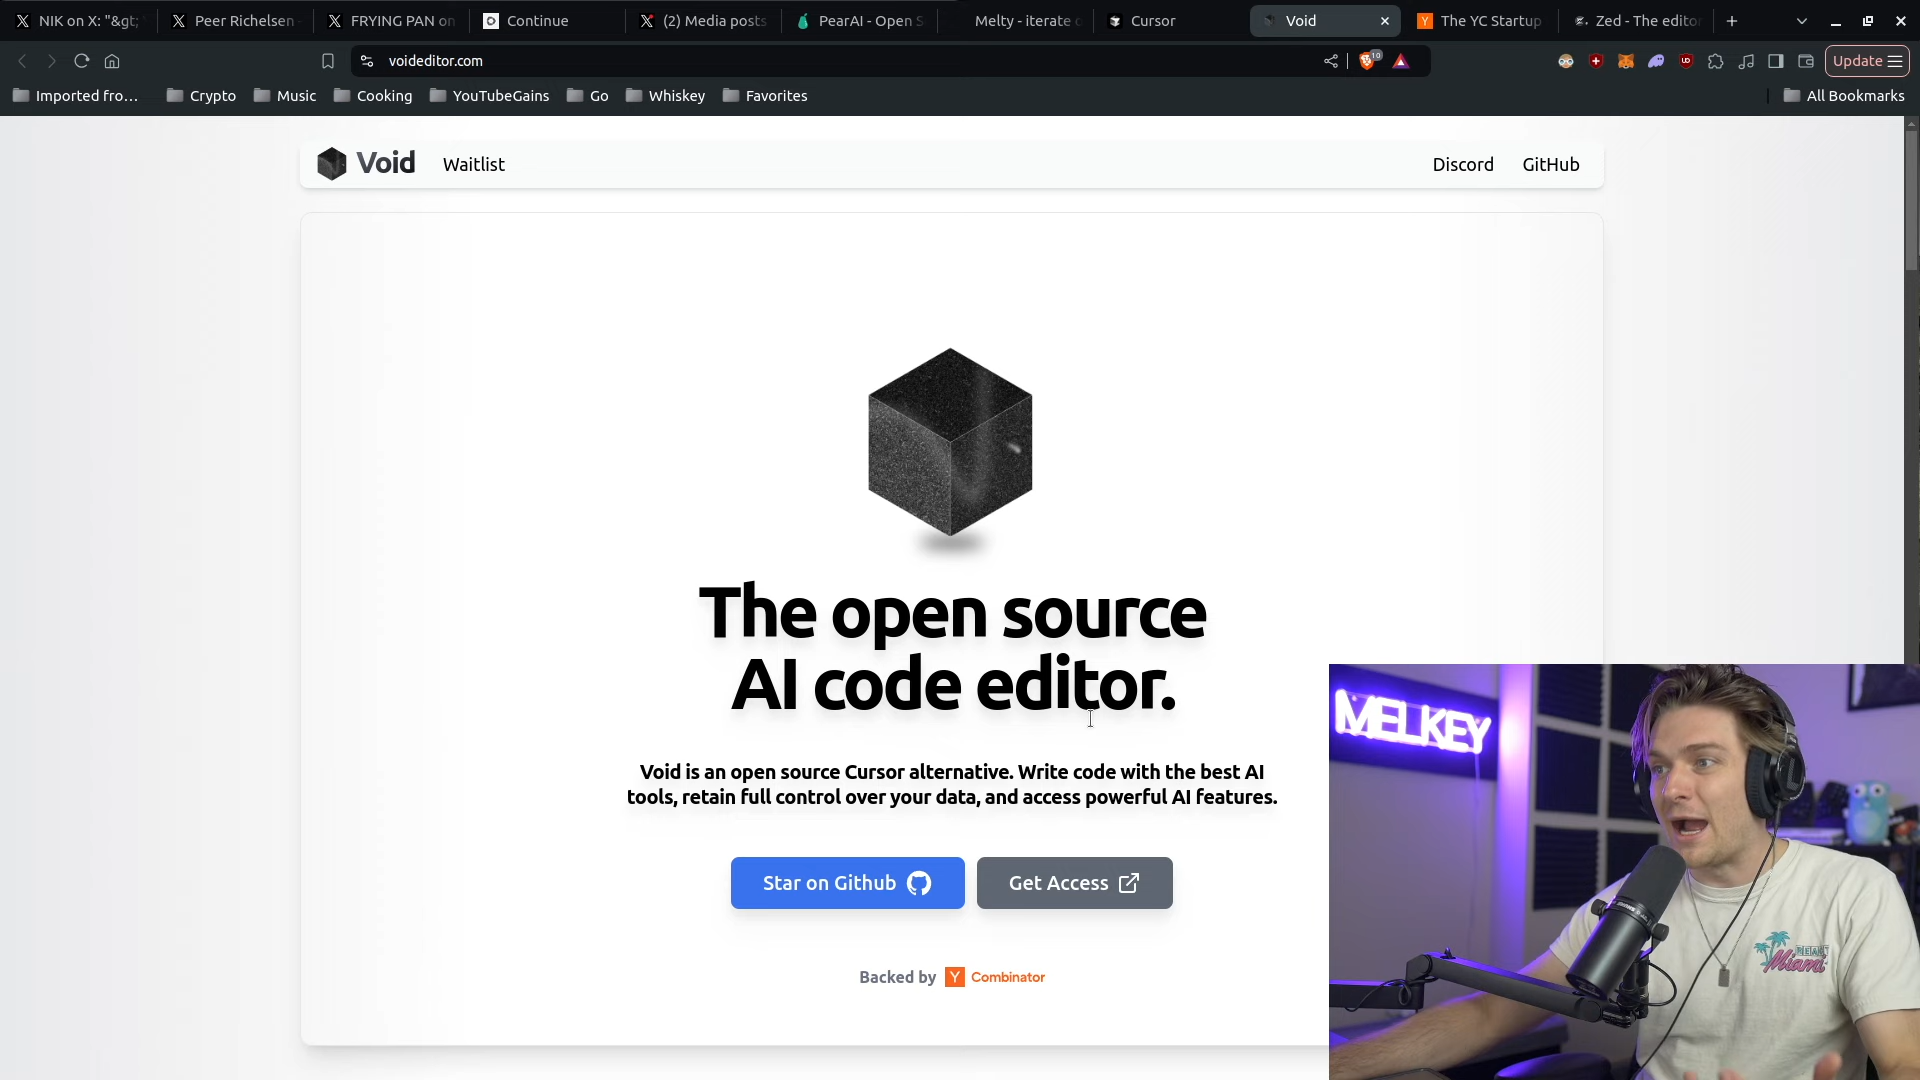 NIK on X: "&gt;
Peer Richelsen -
FRYING PAN on
Continue
(2) Media posts
PearAI - Open S
Melty - iterate o
Cursor
Void
The YC Startup
Zed - The editor
voideditor.com
10
Update
Imported fro...
Crypto
Music
Cooking
YouTubeGains
Go
Whiskey
Favorites
All Bookmarks
Void
Waitlist
Discord
GitHub
The open source
AI code editor.
Void is an open source Cursor alternative. Write code with the best AI
tools, retain full control over your data, and access powerful AI features.
Star on Github
Get Access
Backed by
Y
Combinator
MELKEY
Miami